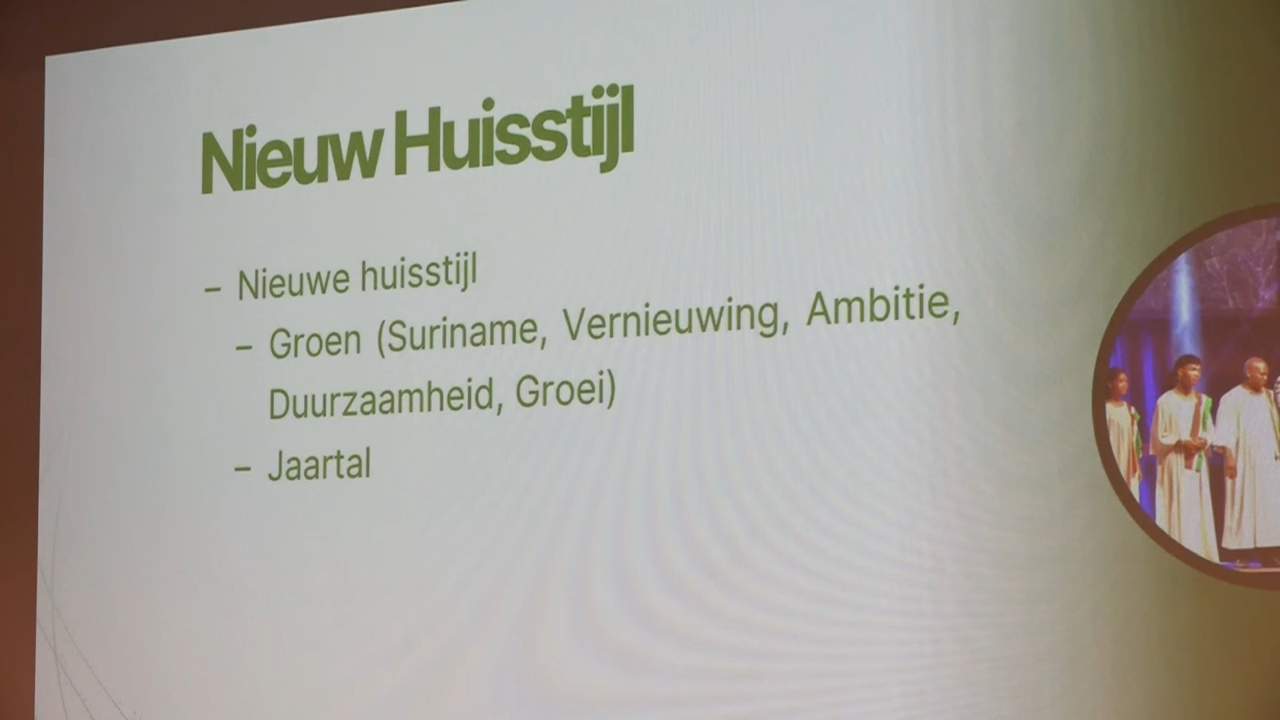 Nieuw Huisstijl
– Nieuwe huisstijl
– Groen (Suriname, Vernieuwing, Ambitie,
Duurzaamheid, Groei)
– Jaartal